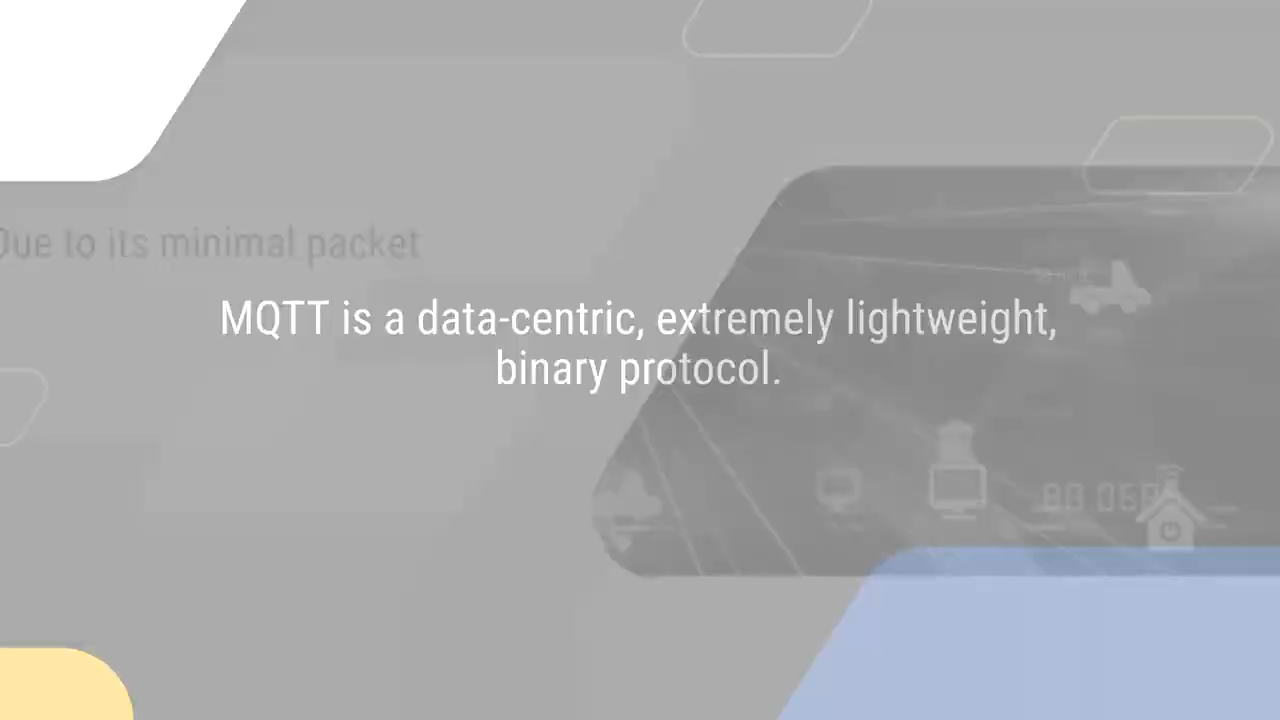 Due to its minimal packet
MQTT is a data-centric, extremely lightweight,
binary protocol.